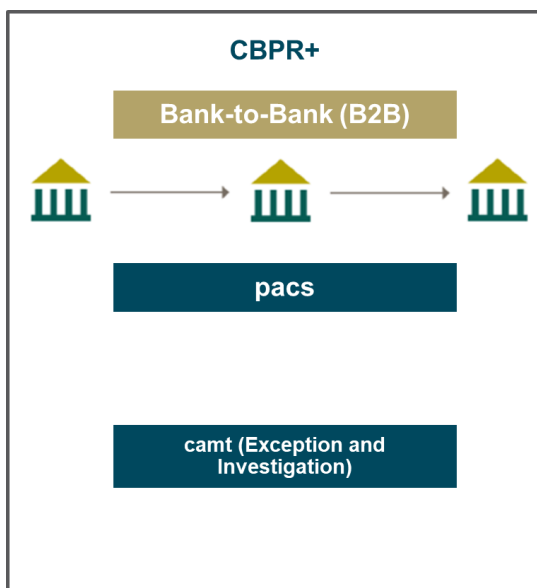 CBPR+
Bank-to-Bank (B2B)
pacs
camt (Exception and
Investigation)